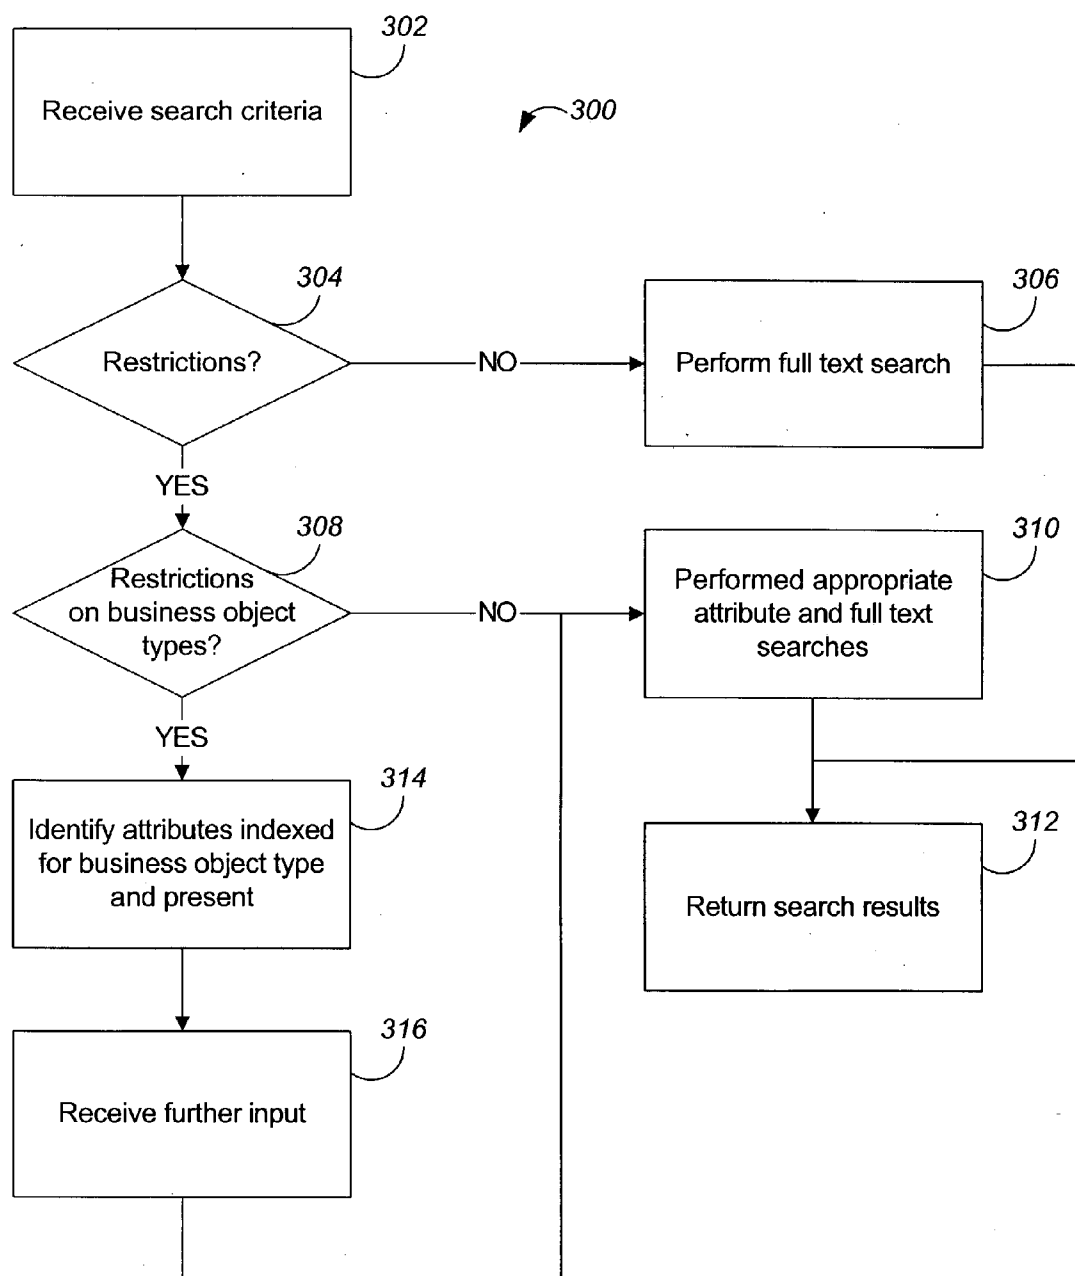 302
Receive search criteria
300
304
Restrictions?
NO
306
Perform full text search
YES
308
Restrictions
on business object
types?
NO
310
Performed appropriate
attribute and full text
searches
YES
314
Identify attributes indexed
for business object type
and present
312
Return search results
316
Receive further input